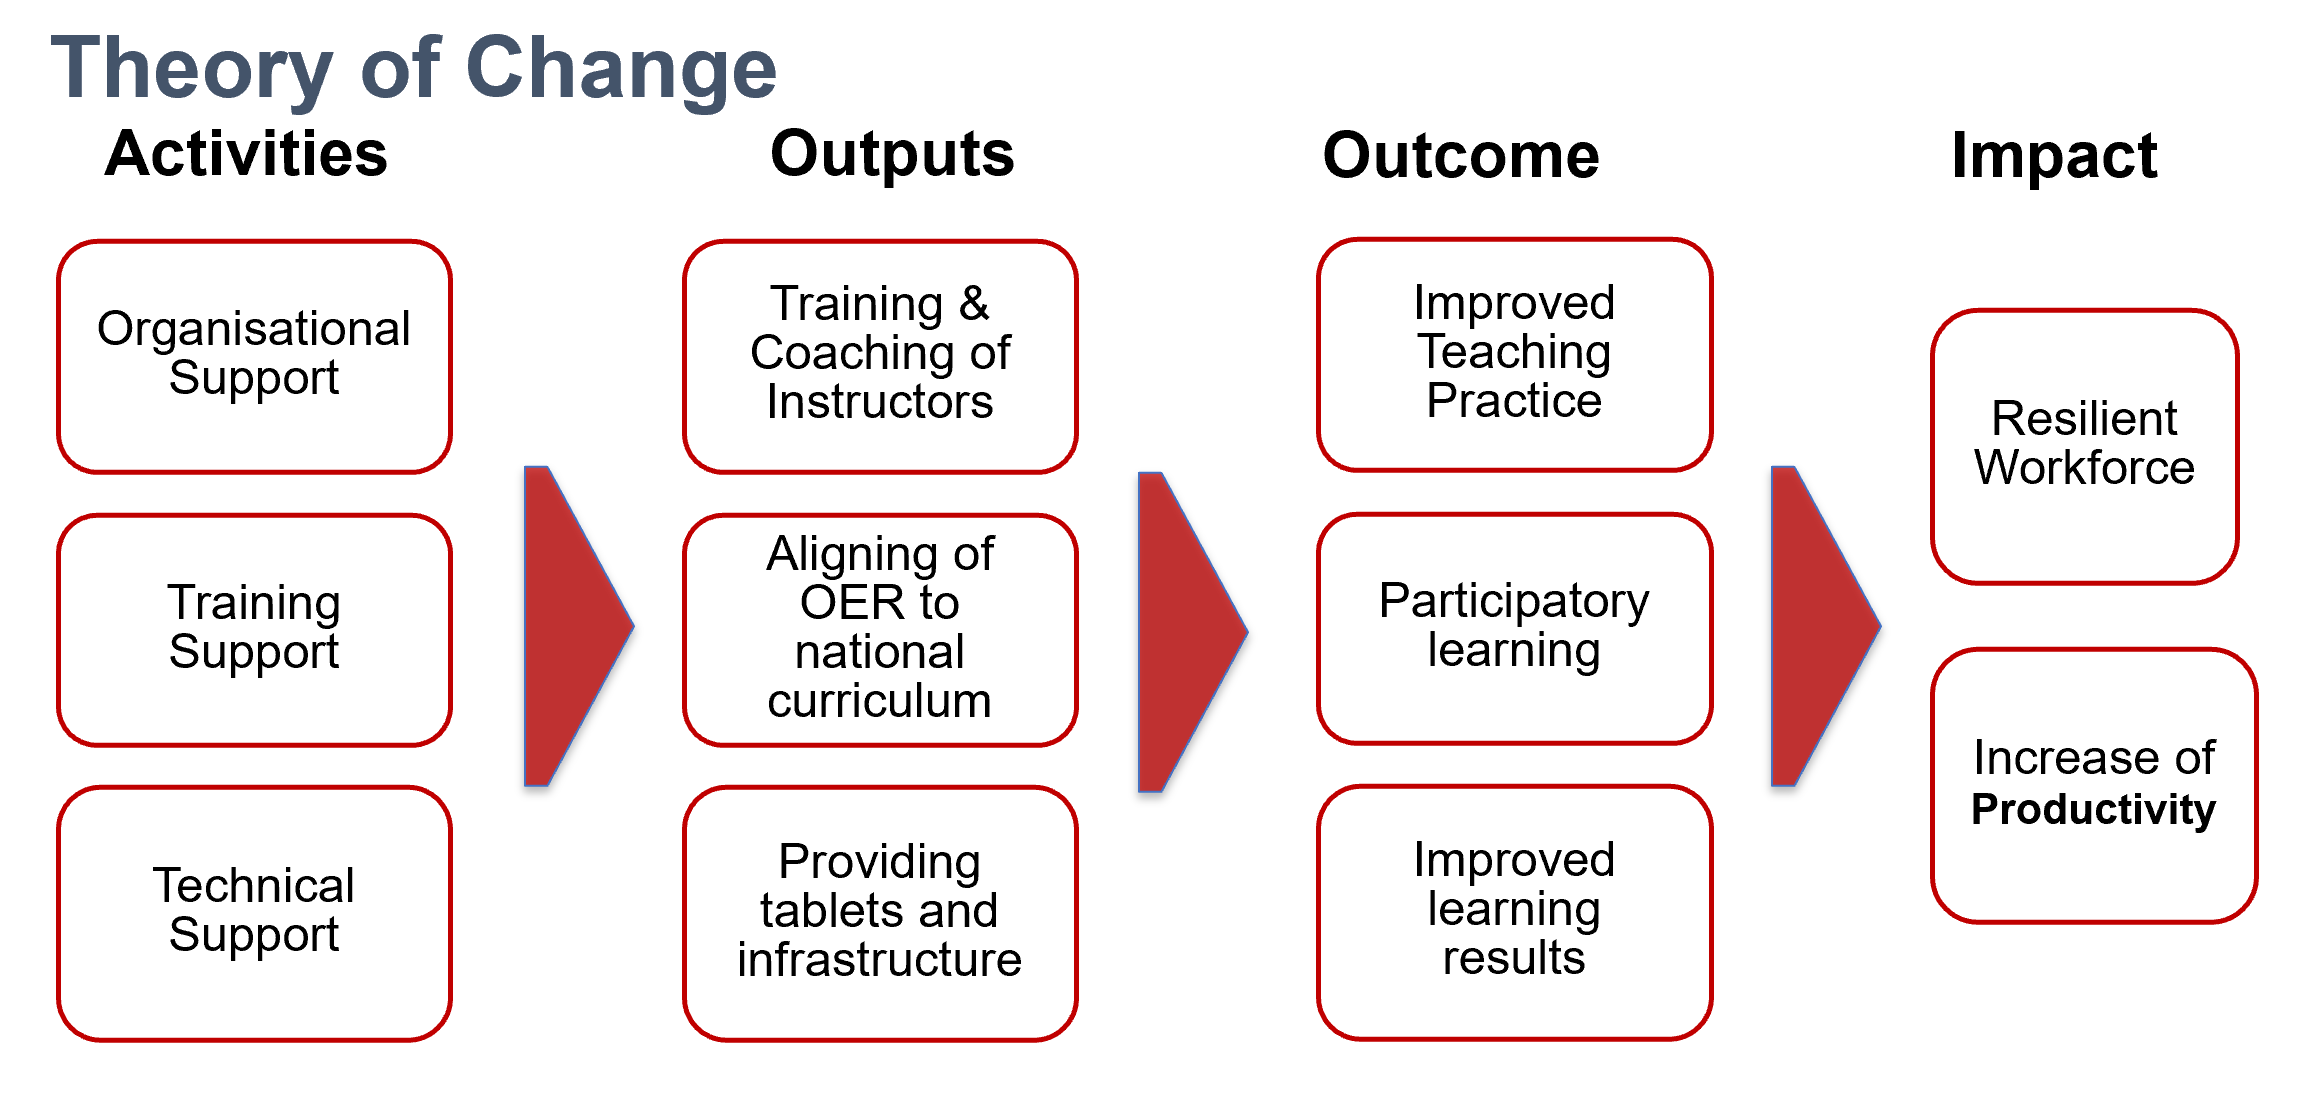 Theory of Change
Activities
Outputs
Outcome
Impact
Organisational
Support
Training
Support
Technical
Support
Training &
Coaching of
Instructors
Aligning of
OER to
national
curriculum
Providing
tablets and
infrastructure
Improved
Teaching
Practice
Participatory
learning
Improved
learning
results
Resilient
Workforce
Increase of
Productivity